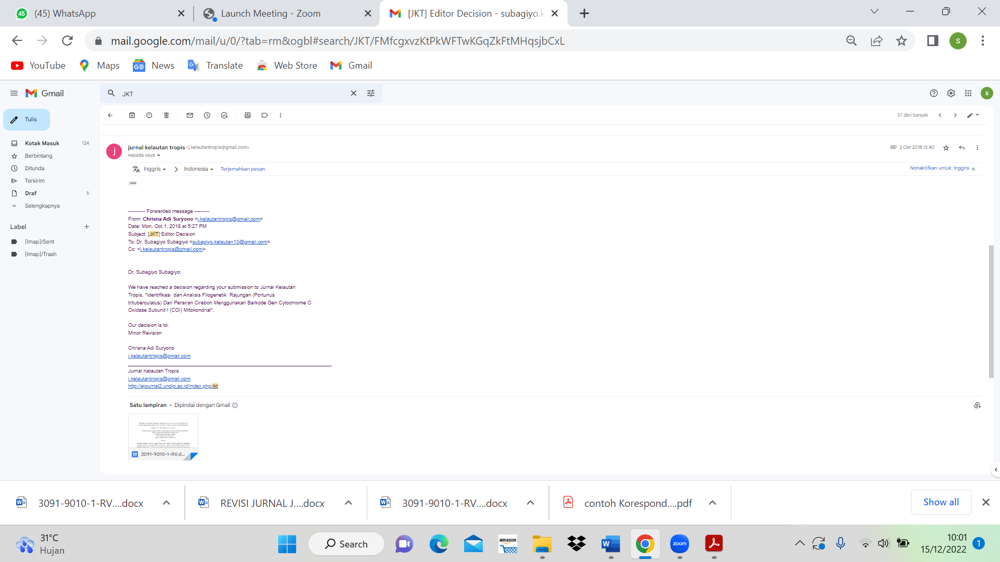 45
(45) WhatsApp
Launch Meeting - Zoom
[JKT] Editor Decision - subagiyo.k
mail.google.com/mail/u/0/?tab=rm&ogbl#search/JKT/FMfcgxvzKtPkWFTwKGqZkFtMHqsjbCxL
S
YouTube
Maps
News
Translate
Web Store
Gmail
Gmail
JKT
S
Tulis
37 dari banyak
Kotak Masuk 124
Berbintang
Ditunda
Terkirim
Draf 5
Selengkapnya
Label
[Imap]/Sent
[Imap]/Trash
j
jurnal kelautan tropis <j.kelautantropis@gmail.com>
2 Okt 2018 13.40
kepada saya
Inggris > Indonesia Terjemahkan pesan
Nonaktifkan untuk: Inggris
---------- Forwarded message ---------
From: Chrisna Adi Suryono <j.kelautantropis@gmail.com>
Date: Mon, Oct 1, 2018 at 5:27 PM
Subject: [JKT] Editor Decision
To: Dr. Subagiyo Subagiyo <subagiyo.kelautan13@gmail.com>
Cc: <j.kelautantropis@gmail.com>
Dr. Subagiyo Subagiyo:
We have reached a decision regarding your submission to Jurnal Kelautan
Tropis, "Identifikasi dan Analisis Filogenetik Rajungan (Portunus
trituberculatus) Dari Perairan Cirebon Menggunakan Barkode Gen Cytochrome C
Oxidase Subunit I (COI) Mitokondrial".
Our decision is to:
Minor Revision
Chrisna Adi Suryono
j.kelautantropis@gmail.com
Jurnal Kelautan Tropis
j.kelautantropis@gmail.com
http://ejournal2.undip.ac.id/index.php/jkt
Satu lampiran • Dipindai dengan Gmail
W 3091-9010-1-RV.d...
3091-9010-1-RV....docx
REVISI JURNAL J....docx
3091-9010-1-RV....docx
contoh Korespond....pdf
Show all
31°C
Hujan
Search
amazon
W
zoom
10:01
15/12/2022
1